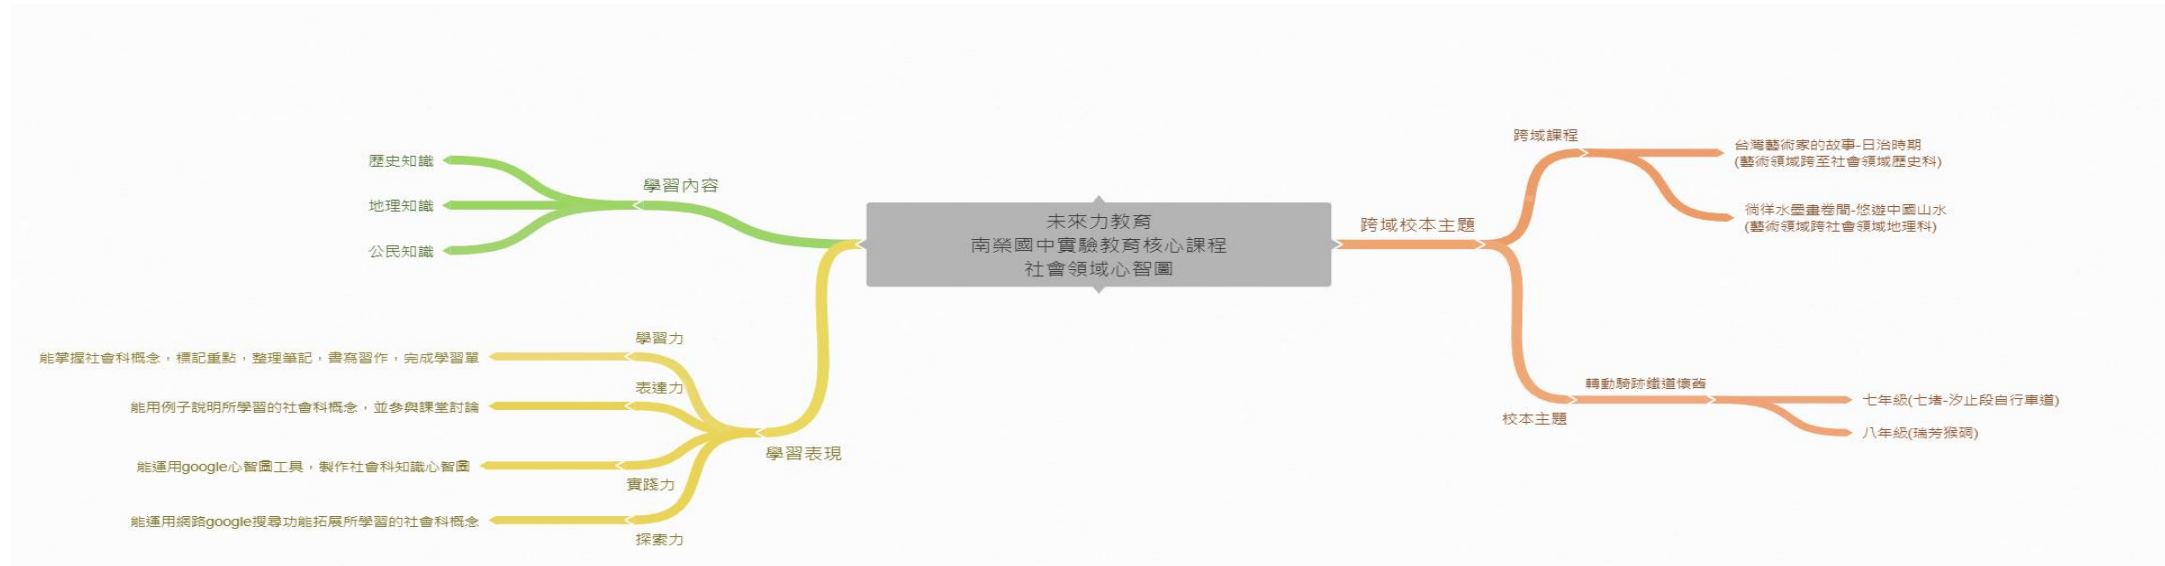 未來力教育
南榮國中實驗教育核心課程
社會領域心智圖
學習內容
歷史知識
地理知識
公民知識
學習表現
學習力
能掌握社會科概念，標記重點，整理筆記，書寫習作，完成學習單
表達力
能用例子說明所學習的社會科概念，並參與課堂討論
能運用google心智圖工具，製作社會科知識心智圖
實踐力
能運用網路google搜尋功能拓展所學習的社會科概念
探索力
跨域校本主題
跨域課程
台灣藝術家的故事-日治時期
(藝術領域跨至社會領域歷史科)
徜徉水墨畫卷間-悠遊中國山水
(藝術領域跨社會領域地理科)
校本主題
轉動騎跡鐵道懷舊
七年級(七堵-汐止段自行車道)
八年級(瑞芳猴硐)